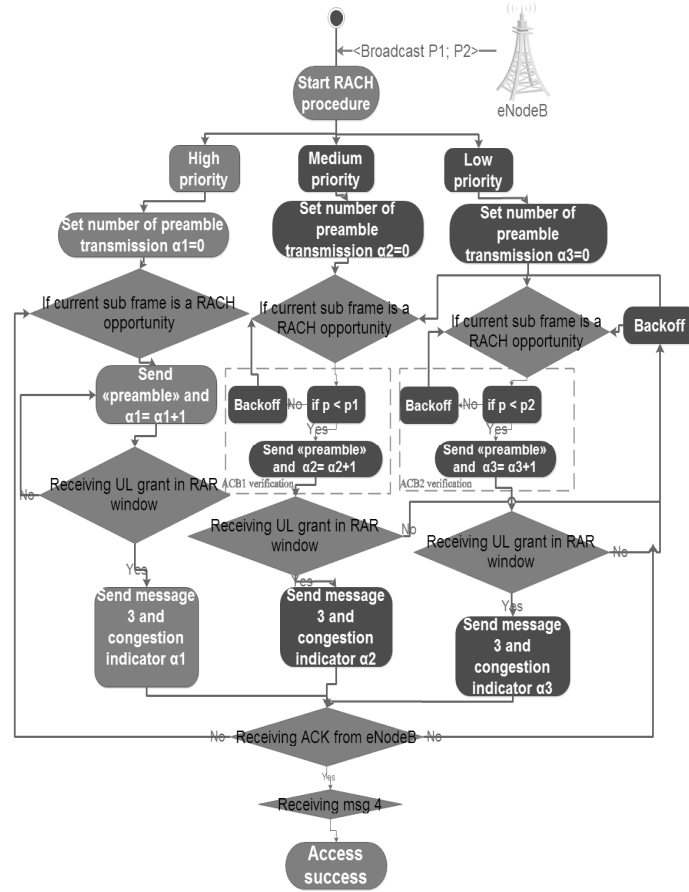 <Broadcast P1; P2>
eNodeB
Start RACH
procedure
High
priority
Medium
priority
Low
priority
Set number of preamble
transmission α1=0
Set number of
preamble
transmission α2=0
Set number of
preamble
transmission α3=0
If current sub frame is a RACH
opportunity
If current sub frame is a
RACH opportunity
If current sub frame is a
RACH opportunity
Backoff
Send
«preamble» and
α1= α1+1
Backoff
No
if p < p1
Yes
Send «preamble»
and α2= α2+1
ACB1 verification
Backoff
No
if p < p2
Yes
Send «preamble»
and α3= α3+1
ACB2 verification
No
Receiving UL grant in RAR
window
Yes
Receiving UL grant in RAR
window
No
Yes
Receiving UL grant in RAR
window
No
Yes
Send message
3 and
congestion
indicator α1
Send message
3 and
congestion
indicator α2
Send message
3 and
congestion
indicator α3
No
Receiving ACK from eNodeB
No
Yes
Receiving msg 4
Access
success